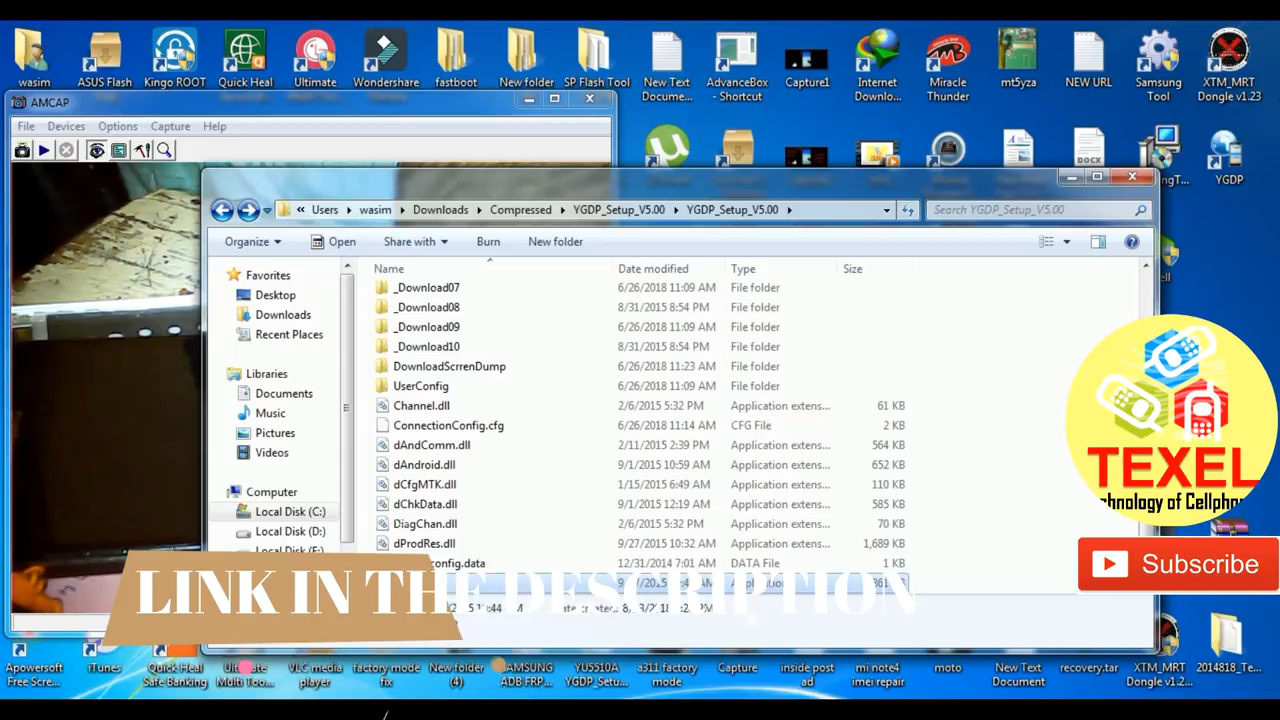 wasim
ASUS Flash
Kingo ROOT
Quick Heal
Ultimate
Wondershare
fastboot
New folder
SP Flash Tool
New Text
Docume...
AdvanceBox
- Shortcut
Capture1
Internet
Downlo...
Miracle
Thunder
mt5yza
NEW URL
Samsung
Tool
XTM_MRT
Dongle v1.23
AMCAP
File Devices Options Capture Help
DOCX
YGDP
« Users wasim Downloads Compressed YGDP_Setup_V5.00 YGDP_Setup_V5.00
Search YGDP_Setup_V5.00
Organize Open Share with Burn New folder
Favorites
Desktop
Downloads
Recent Places
Libraries
Documents
Music
Pictures
Videos
Computer
Local Disk (C:)
Local Disk (D:)
Name Date modified Type Size
_Download07 6/26/2018 11:09 AM File folder
_Download08 8/31/2015 8:54 PM File folder
_Download09 6/26/2018 11:09 AM File folder
_Download10 8/31/2015 8:54 PM File folder
DownloadScrrenDump 6/26/2018 11:23 AM File folder
UserConfig 6/26/2018 11:09 AM File folder
Channel.dll 2/6/2015 5:32 PM Application extens... 61 KB
ConnectionConfig.cfg 6/26/2018 11:14 AM CFG File 2 KB
dAndComm.dll 2/11/2015 2:39 PM Application extens... 564 KB
dAndroid.dll 9/1/2015 10:59 AM Application extens... 652 KB
dCfgMTK.dll 1/15/2015 6:49 AM Application extens... 110 KB
dChkData.dll 9/1/2015 12:19 AM Application extens... 585 KB
DiagChan.dll 2/6/2015 5:32 PM Application extens... 70 KB
dProdRes.dll 9/27/2015 10:32 AM Application extens... 1,689 KB
config.data 12/31/2014 7:01 AM DATA File 1 KB
LINK IN THE DESCRIPTION
TEXEL
Technology of Cellpho
Subscribe
Apowersoft
Free Scre...
iTunes
Quick Heal
Safe Banking
Ultimate
Multi Too...
VLC media
player
factory mode
fix
New folder
(4)
SAMSUNG
ADB FRP...
YU5510A
YGDP_Setu...
a311 factory
mode
Capture
inside post
ad
mi note4
imei repair
moto
New Text
Document
recovery.tar
XTM_MRT
Dongle v1.2...
2014818_Te...